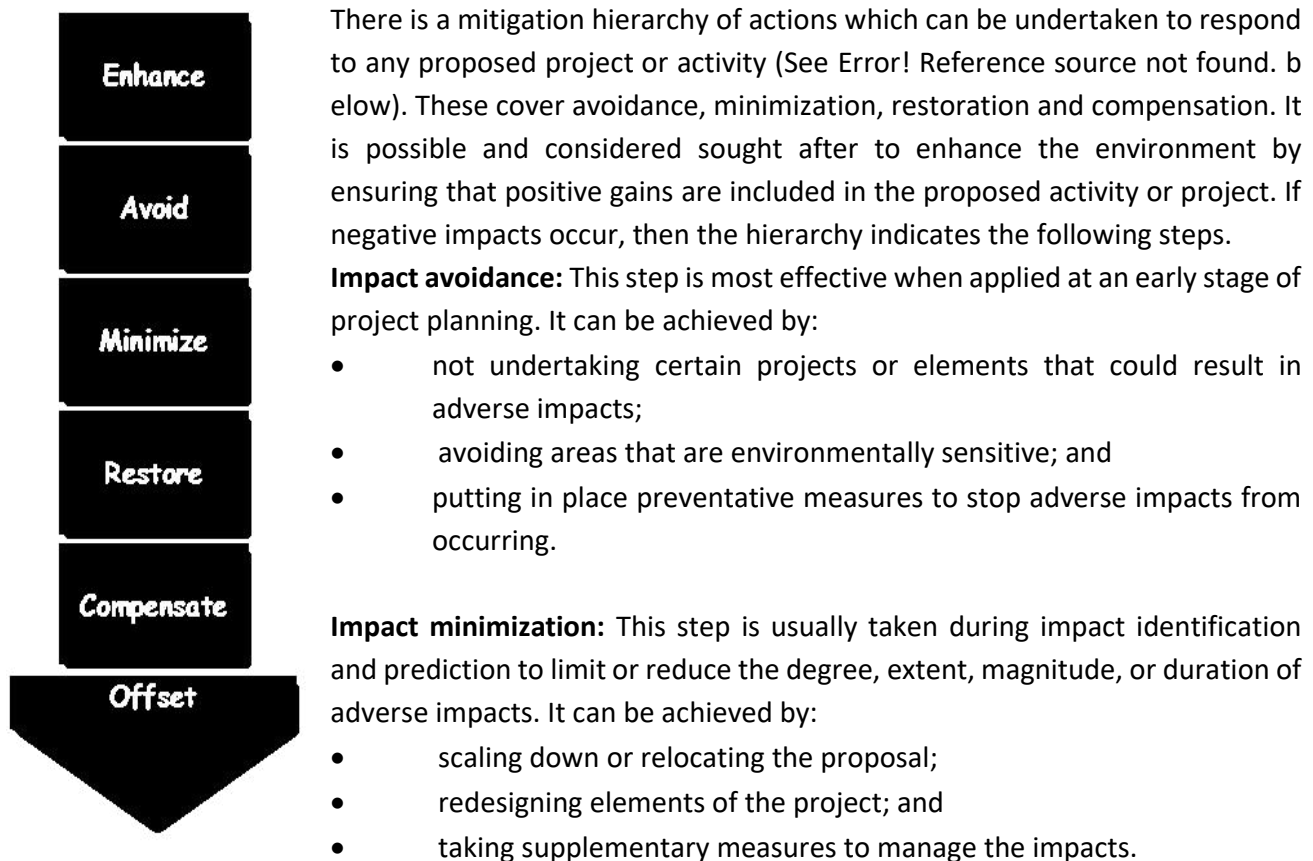 Enhance
Avoid
Minimize
Restore
Compensate
Offset
There is a mitigation hierarchy of actions which can be undertaken to respond
to any proposed project or activity (See Error! Reference source not found. b
elow). These cover avoidance, minimization, restoration and compensation. It
is possible and considered sought after to enhance the environment by
ensuring that positive gains are included in the proposed activity or project. If
negative impacts occur, then the hierarchy indicates the following steps.
Impact avoidance: This step is most effective when applied at an early stage of
project planning. It can be achieved by:
• not undertaking certain projects or elements that could result in
adverse impacts;
• avoiding areas that are environmentally sensitive; and
• putting in place preventative measures to stop adverse impacts from
occurring.
Impact minimization: This step is usually taken during impact identification
and prediction to limit or reduce the degree, extent, magnitude, or duration of
adverse impacts. It can be achieved by:
• scaling down or relocating the proposal;
• redesigning elements of the project; and
• taking supplementary measures to manage the impacts.